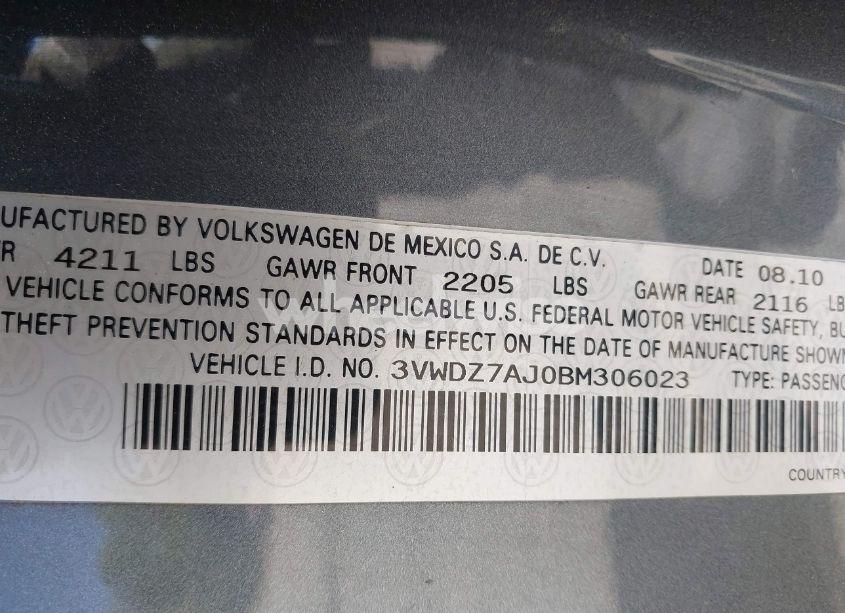 UFACTURED BY VOLKSWAGEN DE MEXICO S.A. DE C.V. DATE 08.10
R 4211 LBS GAWR FRONT 2205 LBS GAWR REAR 2116 LB
VEHICLE CONFORMS TO ALL APPLICABLE U.S. FEDERAL MOTOR VEHICLE SAFETY, BU
THEFT PREVENTION STANDARDS IN EFFECT ON THE DATE OF MANUFACTURE SHOWN
VEHICLE I.D. NO. 3VWDZ7AJ0BM306023 TYPE: PASSENG
COUNTRY